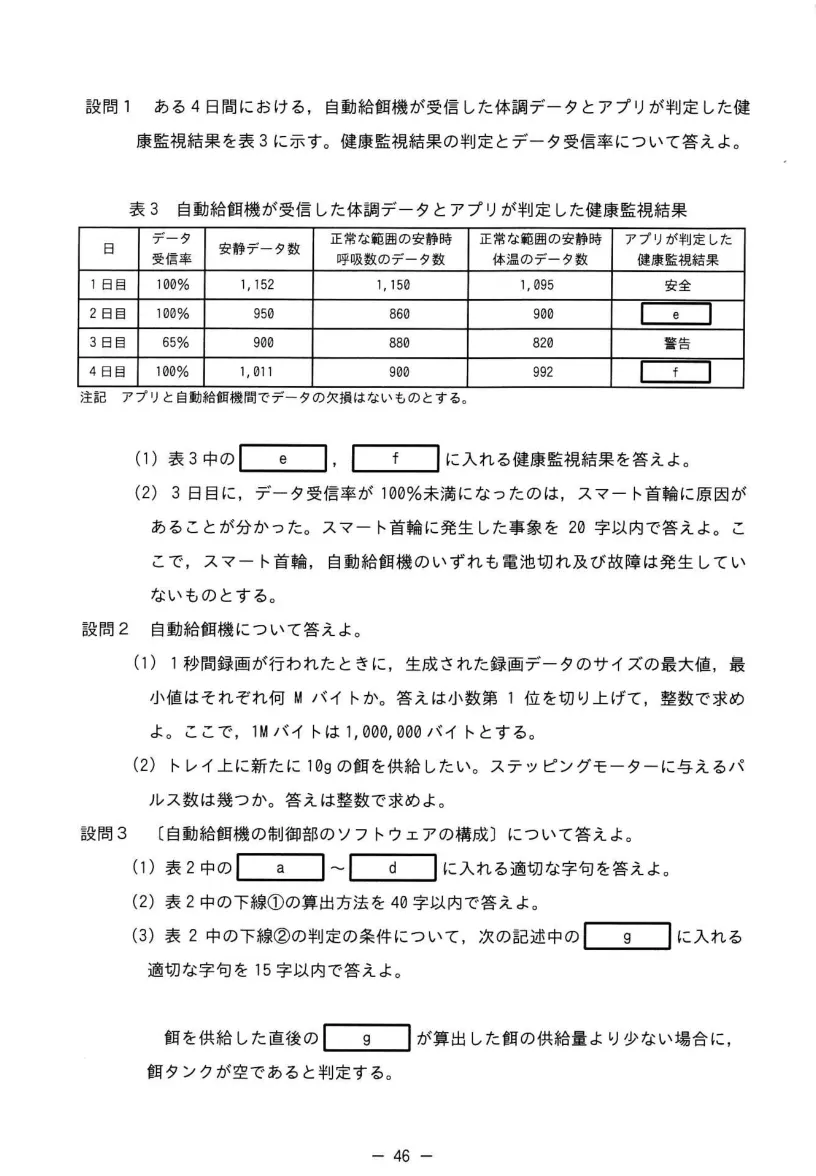 設問1 ある4日間における，自動給餌機が受信した体調データとアプリが判定した健
康監視結果を表3に示す。健康監視結果の判定とデータ受信率について答えよ。
表3 自動給餌機が受信した体調データとアプリが判定した健康監視結果
日 データ受信率 安静データ数 正常な範囲の安静時呼吸数のデータ数 正常な範囲の安静時体温のデータ数 アプリが判定した健康監視結果
1日目 100% 1,152 1,150 1,095 安全
2日目 100% 950 860 900 e
3日目 65% 900 880 820 警告
4日目 100% 1,011 900 992 f
注記 アプリと自動給餌機間でデータの欠損はないものとする。
(1) 表3中の e ， f に入れる健康監視結果を答えよ。
(2) 3日目に，データ受信率が 100%未満になったのは，スマート首輪に原因が
あることが分かった。スマート首輪に発生した事象を 20 字以内で答えよ。こ
こで，スマート首輪，自動給餌機のいずれも電池切れ及び故障は発生してい
ないものとする。
設問2 自動給餌機について答えよ。
(1) 1秒間録画が行われたときに，生成された録画データのサイズの最大値，最
小値はそれぞれ何 M バイトか。答えは小数第 1 位を切り上げて，整数で求め
よ。ここで，1Mバイトは 1,000,000 バイトとする。
(2) トレイ上に新たに 10g の餌を供給したい。ステッピングモーターに与えるパ
ルス数は幾つか。答えは整数で求めよ。
設問3 〔自動給餌機の制御部のソフトウェアの構成〕について答えよ。
(1) 表2中の a ～ d に入れる適切な字句を答えよ。
(2) 表2中の下線①の算出方法を 40 字以内で答えよ。
(3) 表 2 中の下線②の判定の条件について，次の記述中の g に入れる
適切な字句を 15 字以内で答えよ。
餌を供給した直後の g が算出した餌の供給量より少ない場合に，
餌タンクが空であると判定する。
－ 46 －